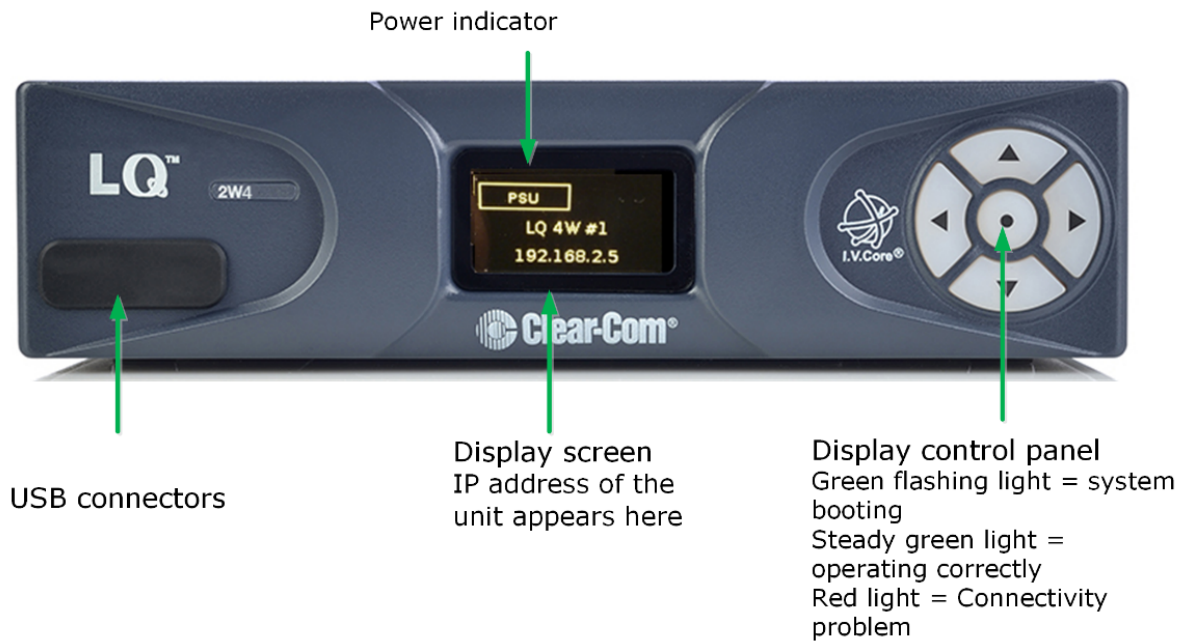 Power indicator
LQ™
2W4
PSU
LQ 4W #1
192.168.2.5
I.V.Core®
Clear-Com®
USB connectors
Display screen
IP address of the
unit appears here
Display control panel
Green flashing light = system
booting
Steady green light =
operating correctly
Red light = Connectivity
problem